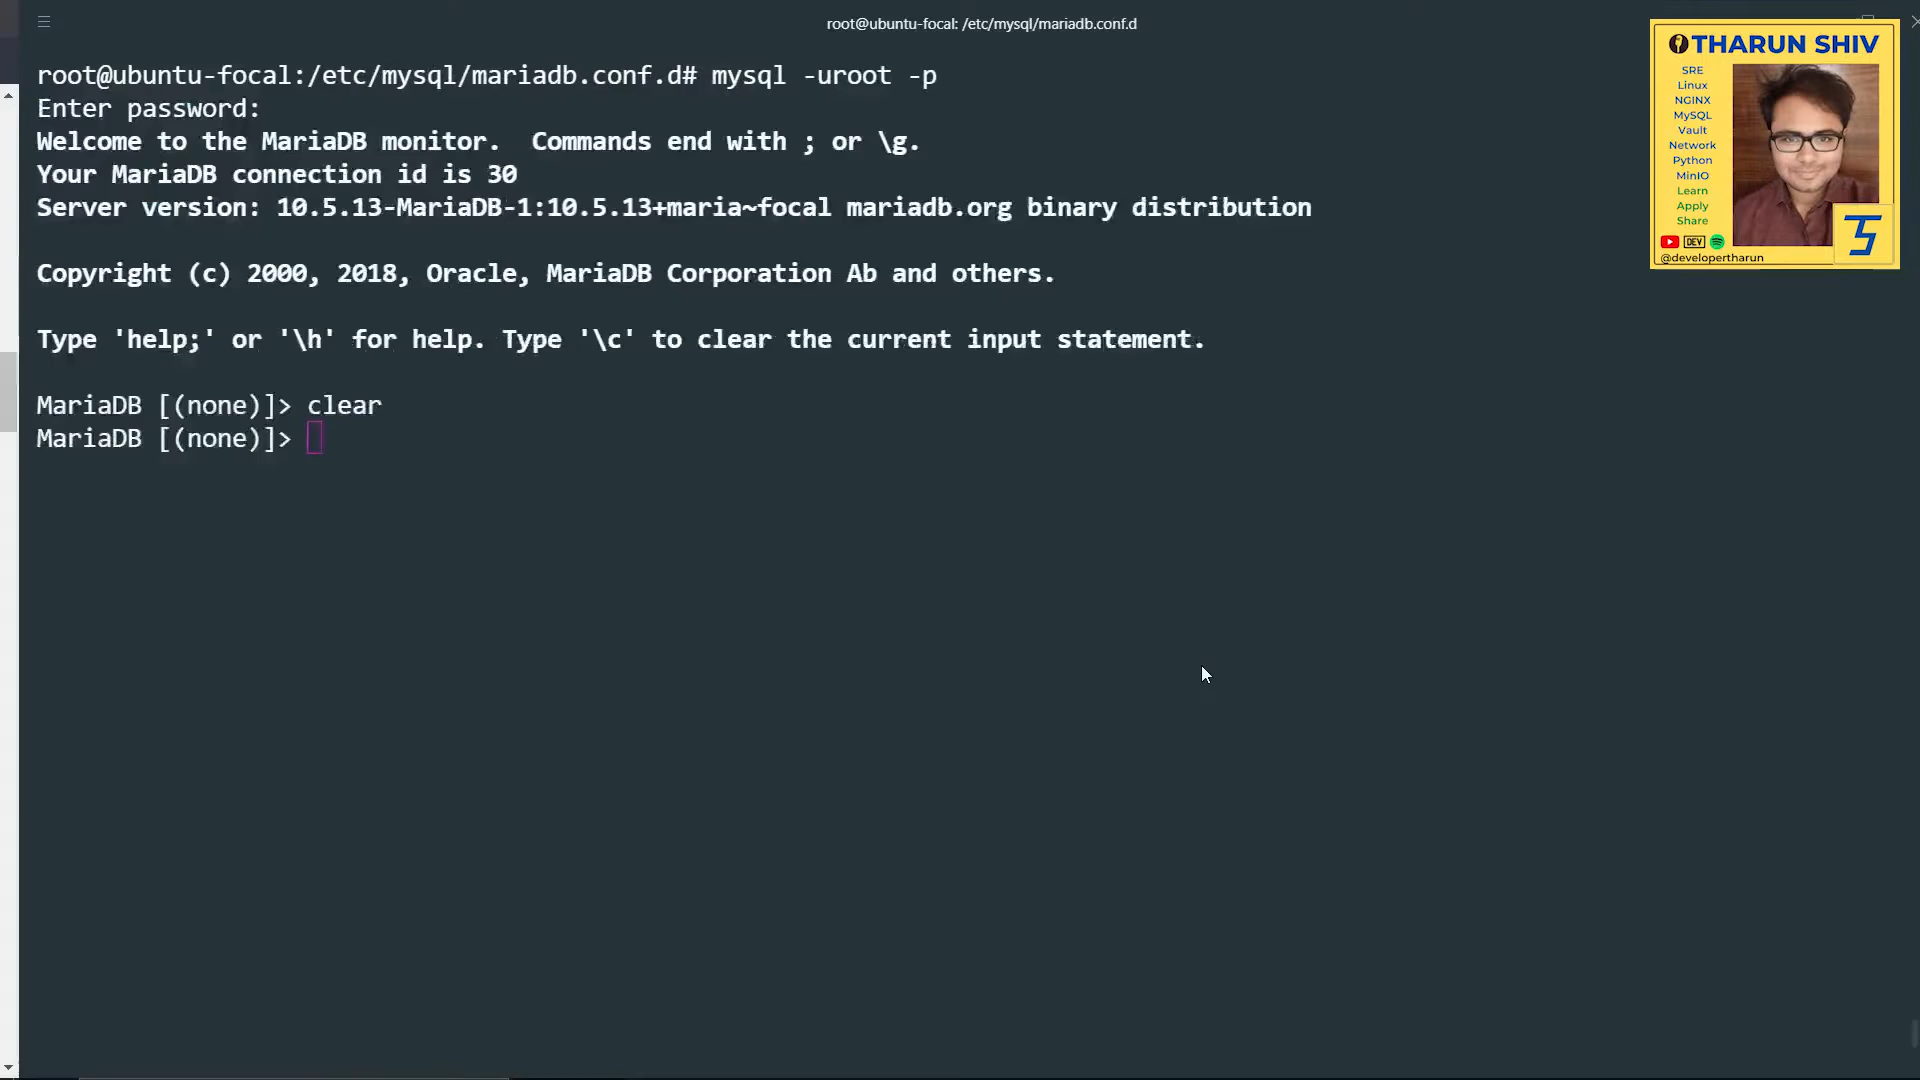 root@ubuntu-focal: /etc/mysql/mariadb.conf.d
root@ubuntu-focal:/etc/mysql/mariadb.conf.d# mysql -uroot -p
Enter password:
Welcome to the MariaDB monitor.  Commands end with ; or \g.
Your MariaDB connection id is 30
Server version: 10.5.13-MariaDB-1:10.5.13+maria~focal mariadb.org binary distribution
Copyright (c) 2000, 2018, Oracle, MariaDB Corporation Ab and others.
Type 'help;' or '\h' for help. Type '\c' to clear the current input statement.
MariaDB [(none)]> clear
MariaDB [(none)]>
THARUN SHIV
SRE
Linux
NGINX
MySQL
Vault
Network
Python
MinIO
Learn
Apply
Share
DEV
@developertharun
TS